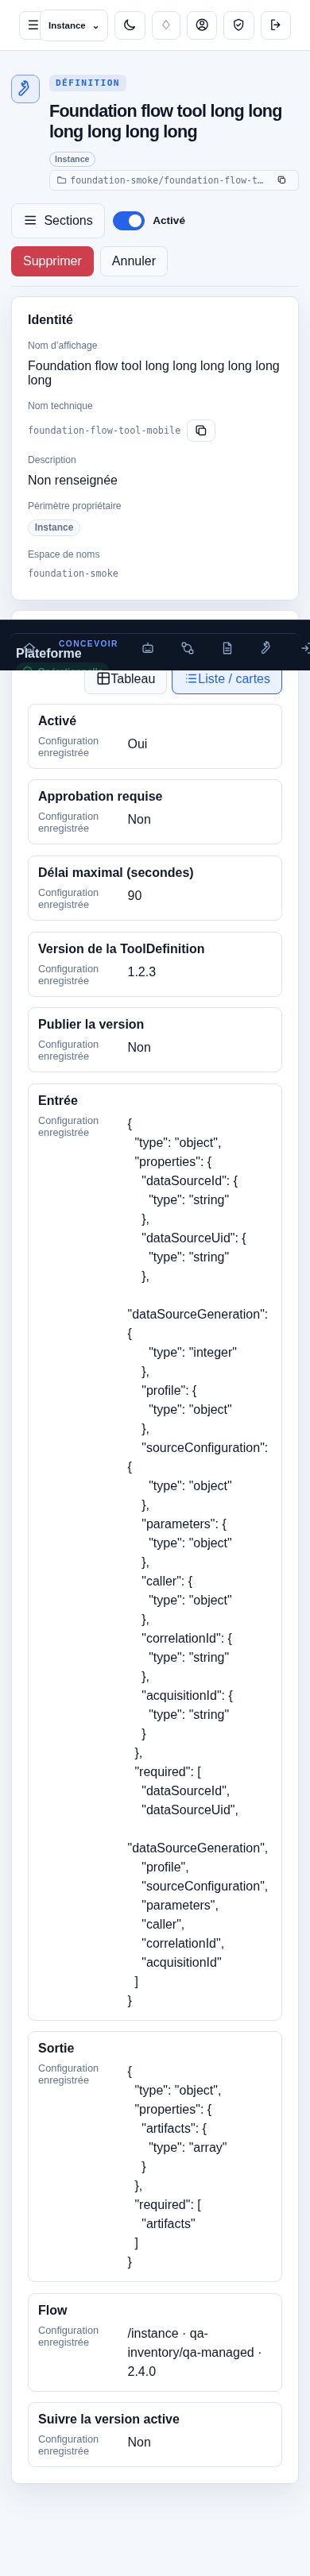 Instance
DÉFINITION
Foundation flow tool long long
long long long long
Instance
foundation-smoke/foundation-flow-t…
Sections
Activé
Supprimer
Annuler
Identité
Nom d'affichage
Foundation flow tool long long long long long
long
Nom technique
foundation-flow-tool-mobile
Description
Non renseignée
Périmètre propriétaire
Instance
Espace de noms
foundation-smoke
CONCEVOIR
Plateforme
Tableau
Liste / cartes
Activé
Configuration
enregistrée
Oui
Approbation requise
Configuration
enregistrée
Non
Délai maximal (secondes)
Configuration
enregistrée
90
Version de la ToolDefinition
Configuration
enregistrée
1.2.3
Publier la version
Configuration
enregistrée
Non
Entrée
Configuration
enregistrée
{
"type": "object",
"properties": {
"dataSourceId": {
"type": "string"
},
"dataSourceUid": {
"type": "string"
},
"dataSourceGeneration":
{
"type": "integer"
},
"profile": {
"type": "object"
},
"sourceConfiguration":
{
"type": "object"
},
"parameters": {
"type": "object"
},
"caller": {
"type": "object"
},
"correlationId": {
"type": "string"
},
"acquisitionId": {
"type": "string"
}
},
"required": [
"dataSourceId",
"dataSourceUid",
"dataSourceGeneration",
"profile",
"sourceConfiguration",
"parameters",
"caller",
"correlationId",
"acquisitionId"
]
}
Sortie
Configuration
enregistrée
{
"type": "object",
"properties": {
"artifacts": {
"type": "array"
}
},
"required": [
"artifacts"
]
}
Flow
Configuration
enregistrée
/instance · qa-
inventory/qa-managed ·
2.4.0
Suivre la version active
Configuration
enregistrée
Non